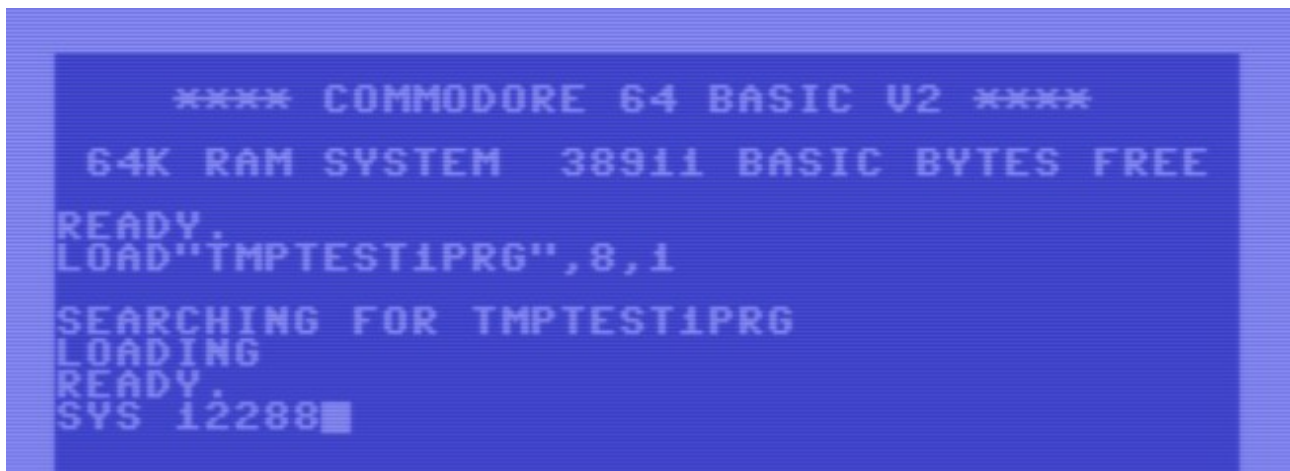 **** COMMODORE 64 BASIC V2 ****
64K RAM SYSTEM  38911 BASIC BYTES FREE
READY.
LOAD"TMPTEST1PRG",8,1
SEARCHING FOR TMPTEST1PRG
LOADING
READY.
SYS 12288